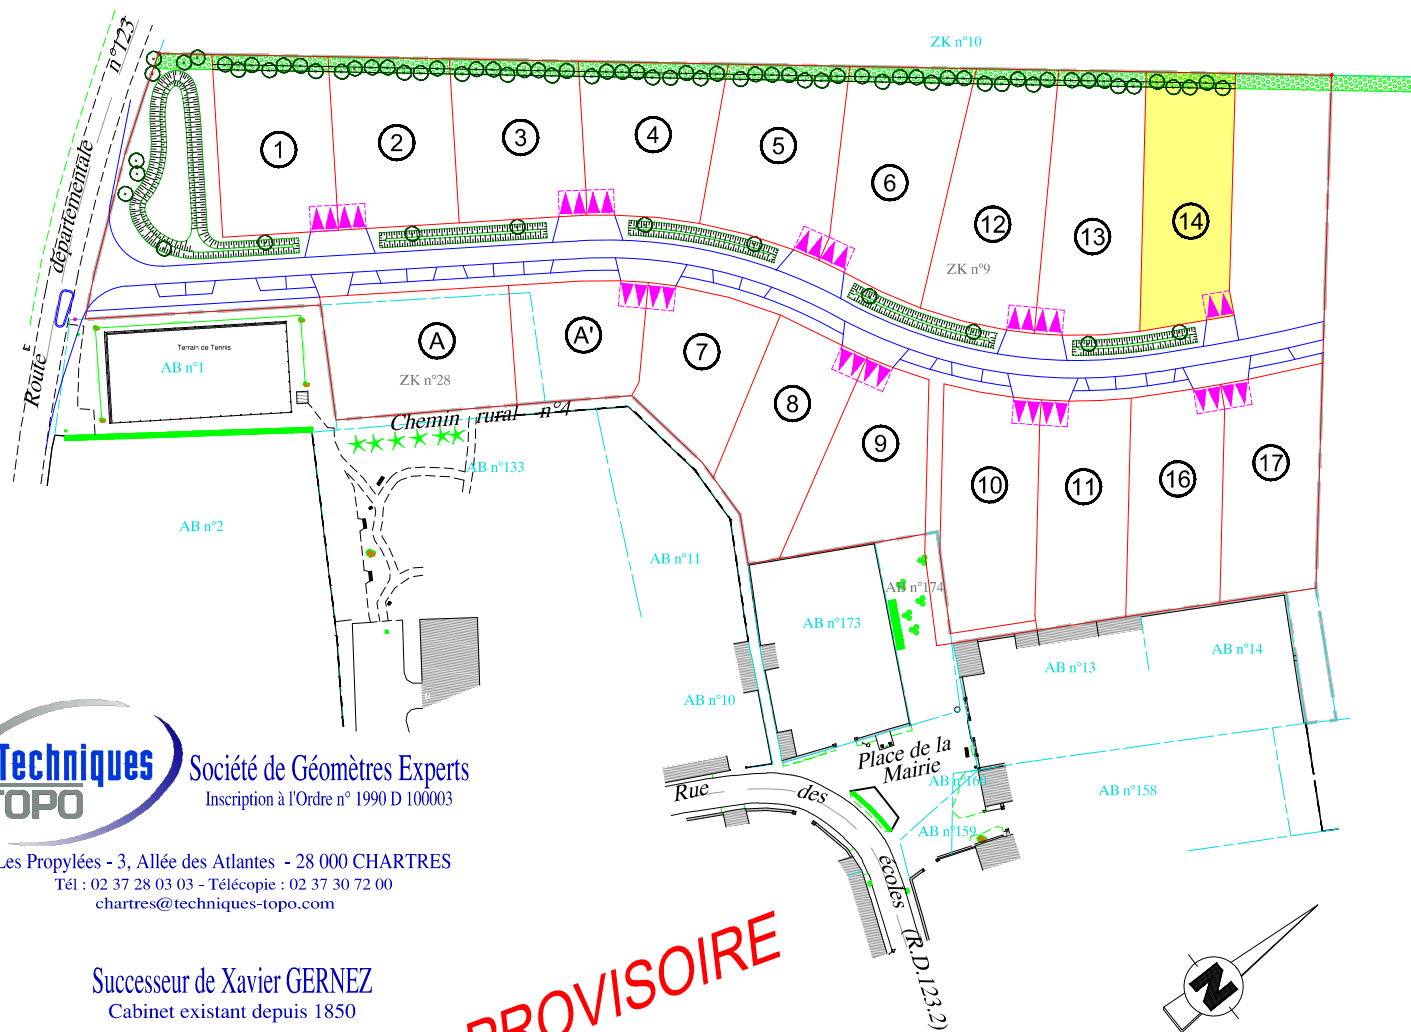 ZK n°10
Route départementale n°123
1
2
3
4
5
6
12
13
14
ZK n°9
A
A'
7
8
9
10
11
16
17
ZK n°28
Terrain de Tennis
AB n°1
Chemin rural n°4
AB n°133
AB n°2
AB n°11
AB n°174
AB n°173
AB n°10
AB n°13
AB n°14
Place de la
Mairie
AB n°160
AB n°159
AB n°158
Rue des écoles (R.D.123.2)
Techniques
TOPO
Société de Géomètres Experts
Inscription à l'Ordre n° 1990 D 100003
Les Propylées - 3, Allée des Atlantes - 28 000 CHARTRES
Tél : 02 37 28 03 03 - Télécopie : 02 37 30 72 00
chartres@techniques-topo.com
Successeur de Xavier GERNEZ
Cabinet existant depuis 1850
PROVISOIRE
N